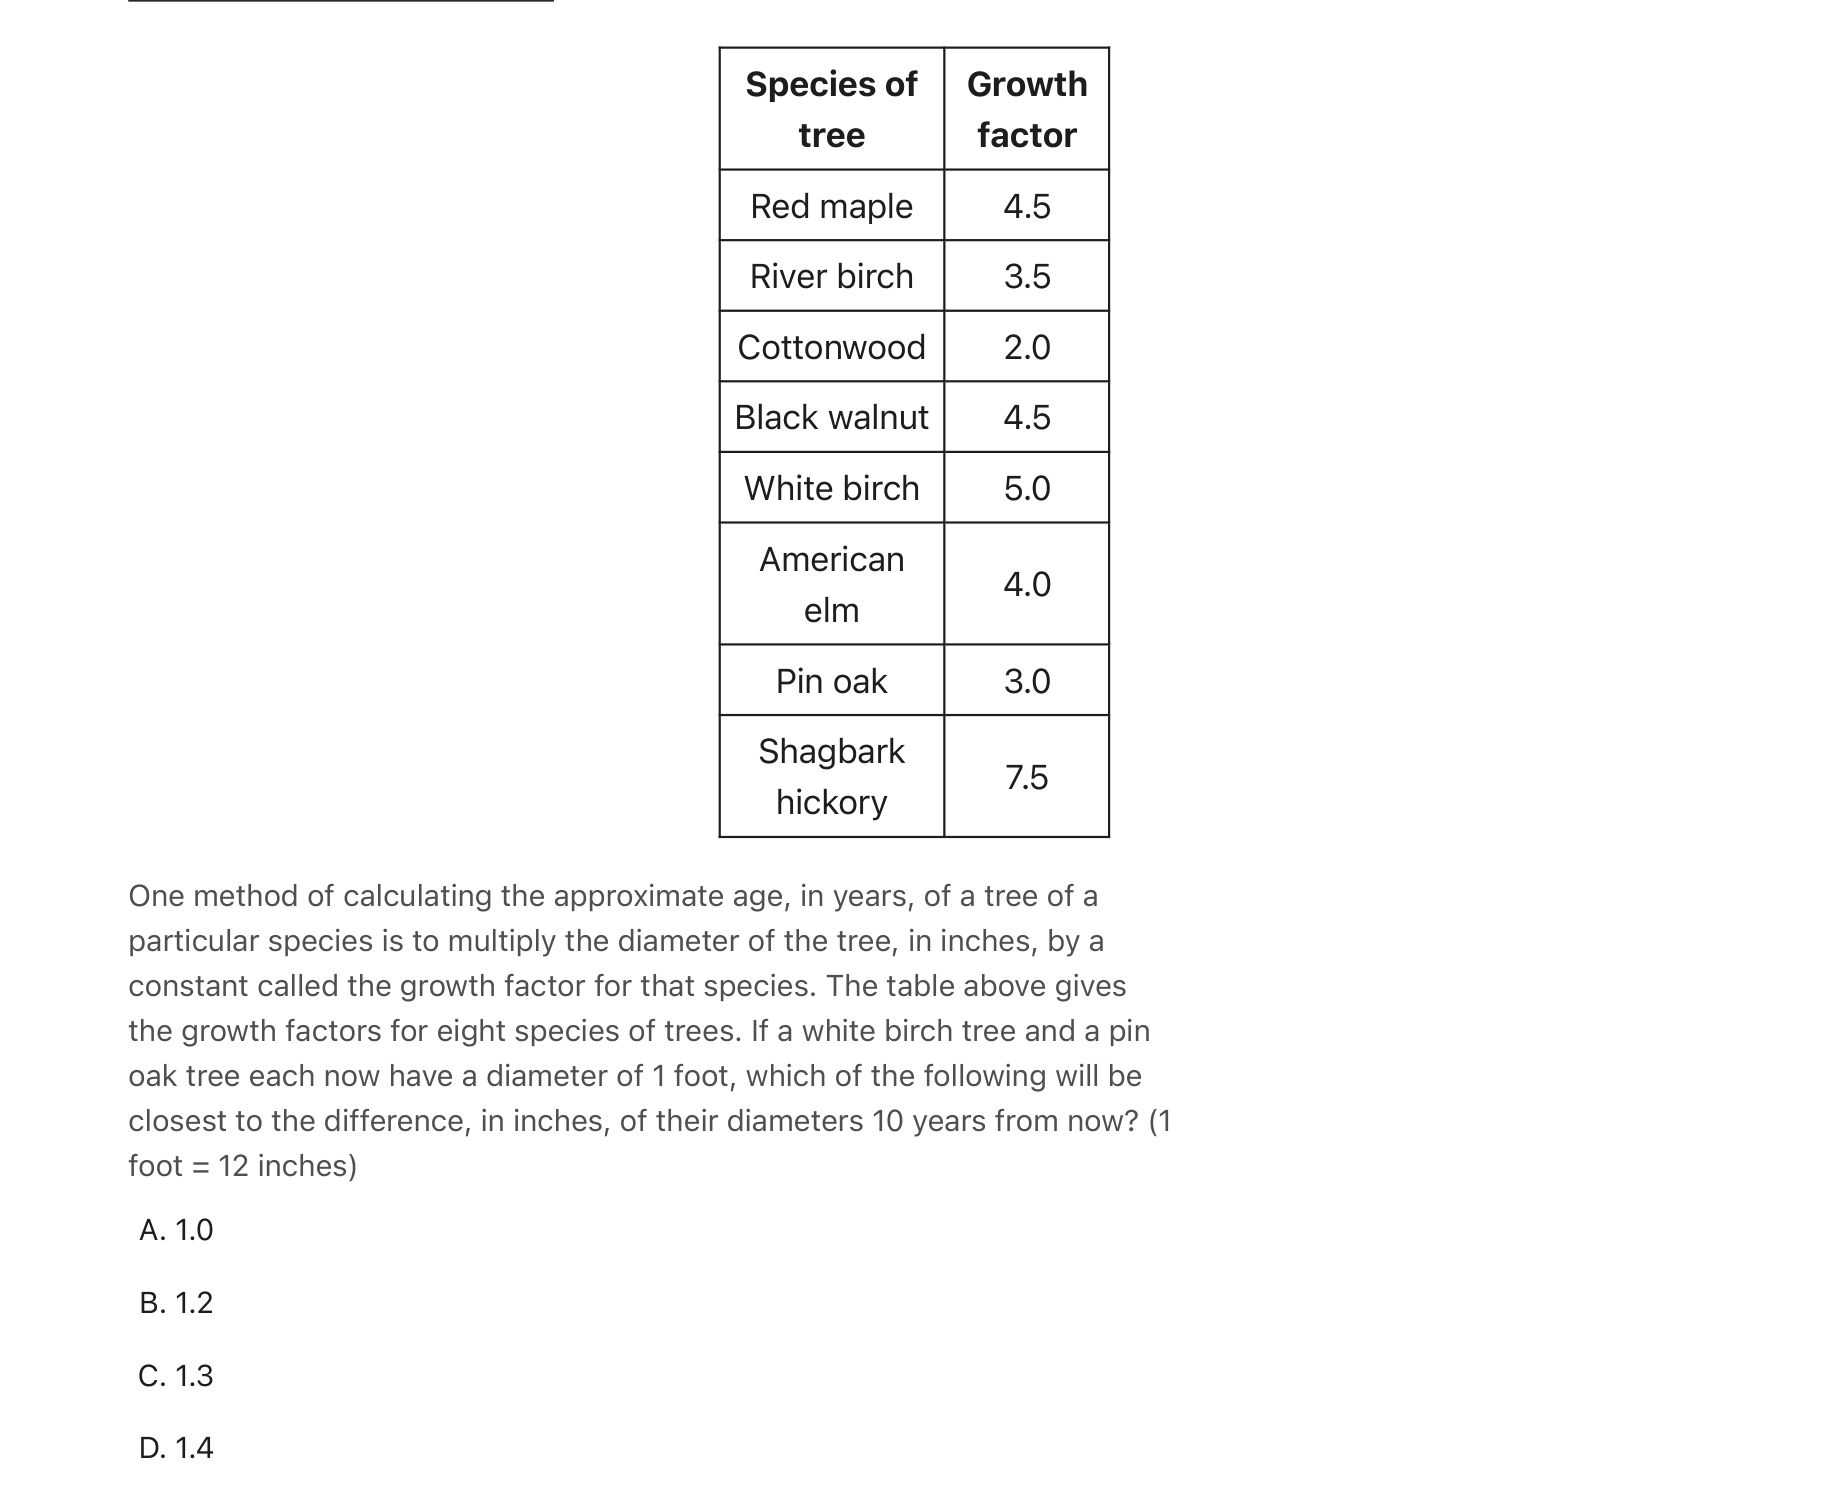 Species of tree Growth factor
Red maple 4.5
River birch 3.5
Cottonwood 2.0
Black walnut 4.5
White birch 5.0
American elm 4.0
Pin oak 3.0
Shagbark hickory 7.5
One method of calculating the approximate age, in years, of a tree of a
particular species is to multiply the diameter of the tree, in inches, by a
constant called the growth factor for that species. The table above gives
the growth factors for eight species of trees. If a white birch tree and a pin
oak tree each now have a diameter of 1 foot, which of the following will be
closest to the difference, in inches, of their diameters 10 years from now? (1
foot = 12 inches)
A. 1.0
B. 1.2
C. 1.3
D. 1.4